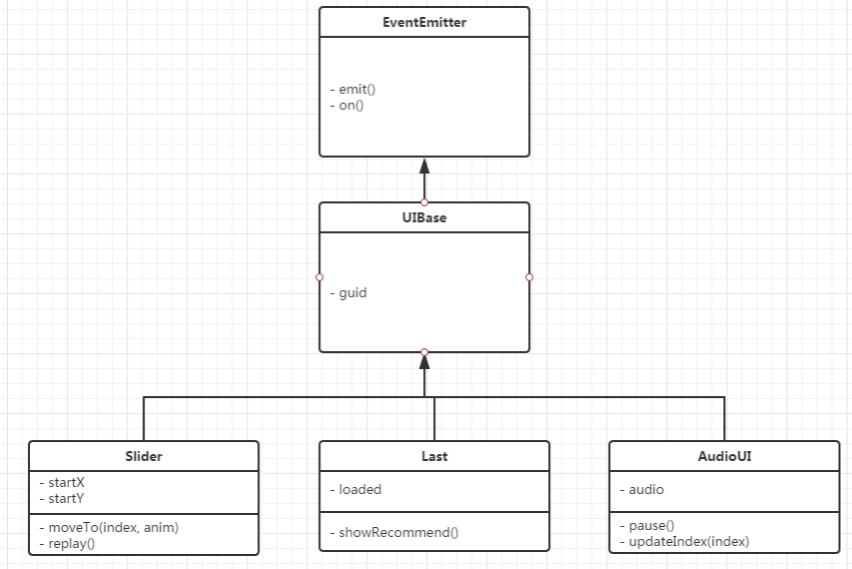 EventEmitter
- emit()
- on()
UIBase
- guid
Slider
- startX
- startY
- moveTo(index, anim)
- replay()
Last
- loaded
- showRecommend()
AudioUI
- audio
- pause()
- updateIndex(index)